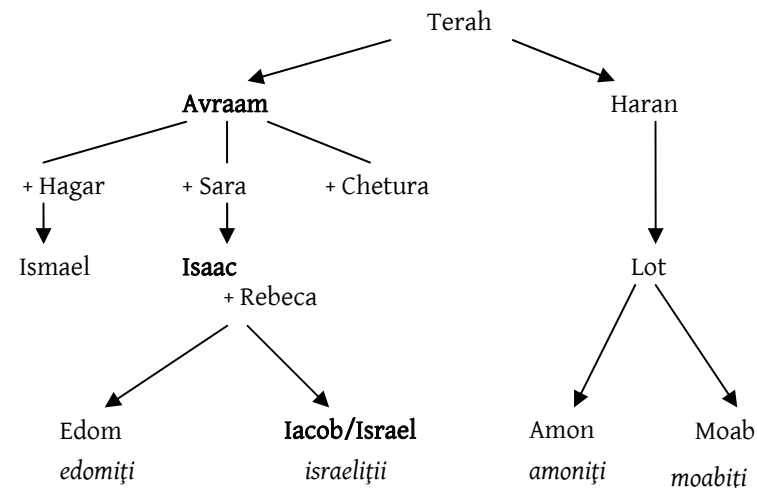 Terah
Avraam Haran
+ Hagar + Sara + Chetura
Ismael Isaac Lot
+ Rebeca
Edom Iacob/Israel Amon Moab
edomiţi israeliţii amoniţi moabiţi